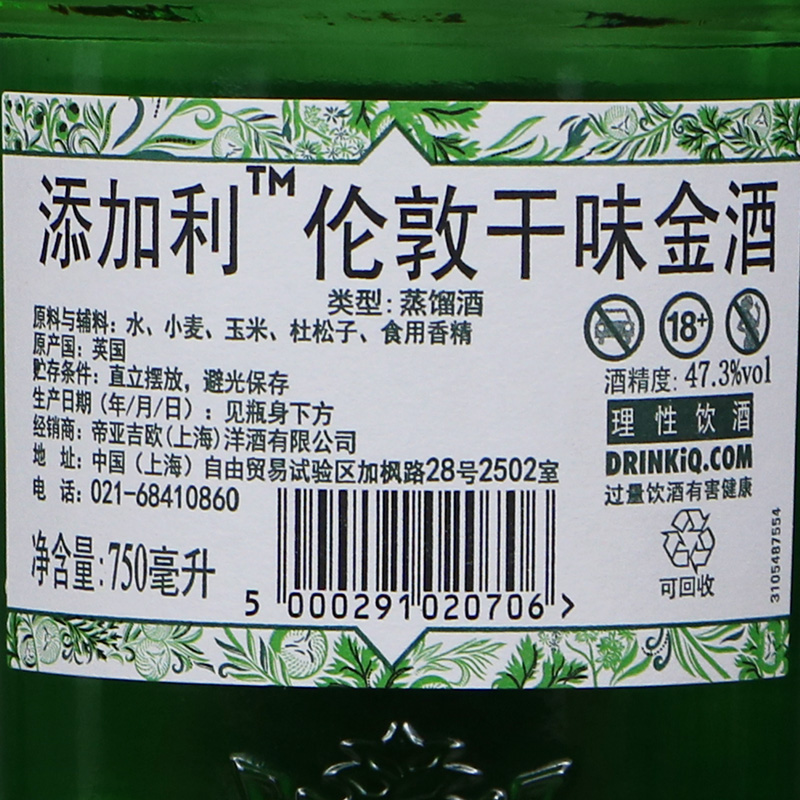 添加利™伦敦干味金酒
类型：蒸馏酒
原料与辅料：水、小麦、玉米、杜松子、食用香精
原产国：英国
贮存条件：直立摆放，避光保存
生产日期（年/月/日）：见瓶身下方
经销商：帝亚吉欧(上海)洋酒有限公司
地 址：中国（上海）自由贸易试验区加枫路28号2502室
电 话：021-68410860
净含量：750毫升
5 000291 020706 >
18+
酒精度：47.3%vol
理性饮酒
DRINKiQ.COM
过量饮酒有害健康
可回收
3105487554